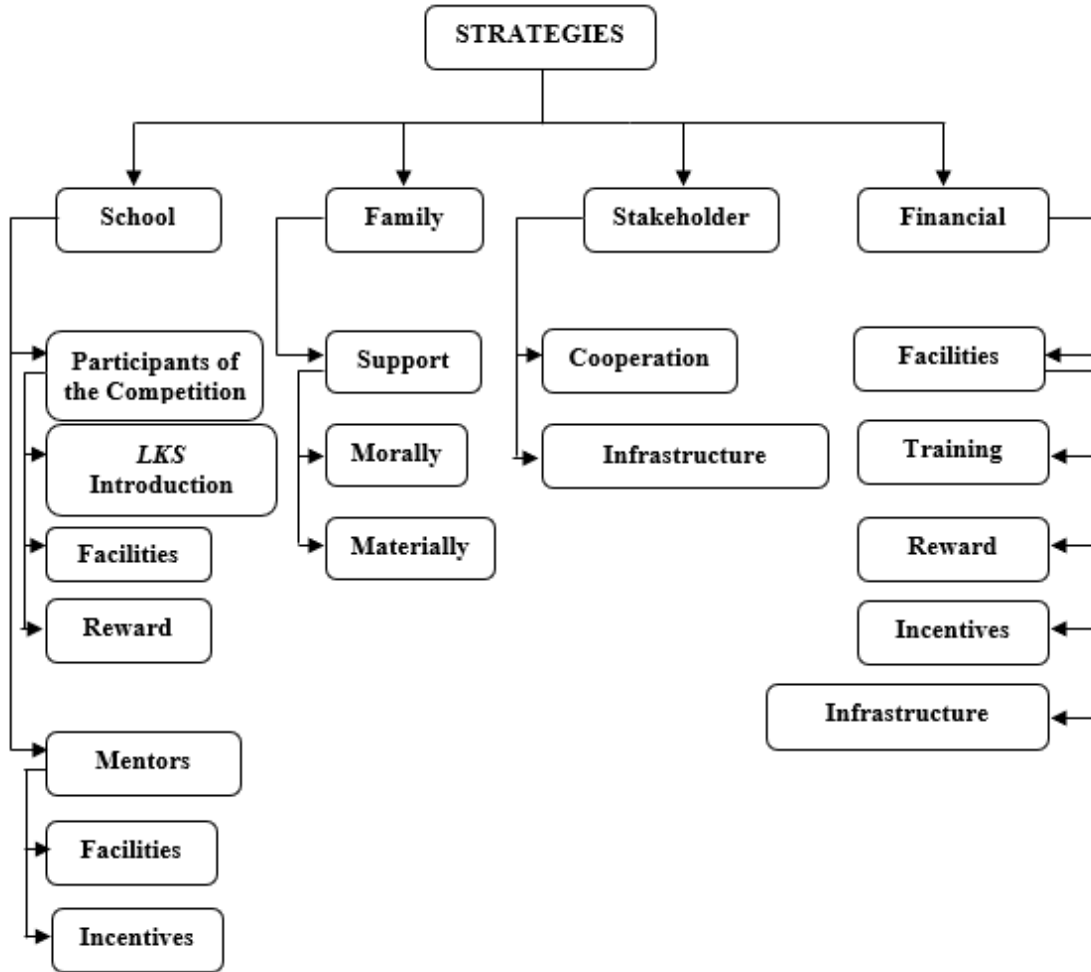 STRATEGIES
School
Family
Stakeholder
Financial
Participants of
the Competition
LKS
Introduction
Facilities
Reward
Mentors
Facilities
Incentives
Support
Morally
Materially
Cooperation
Infrastructure
Facilities
Training
Reward
Incentives
Infrastructure